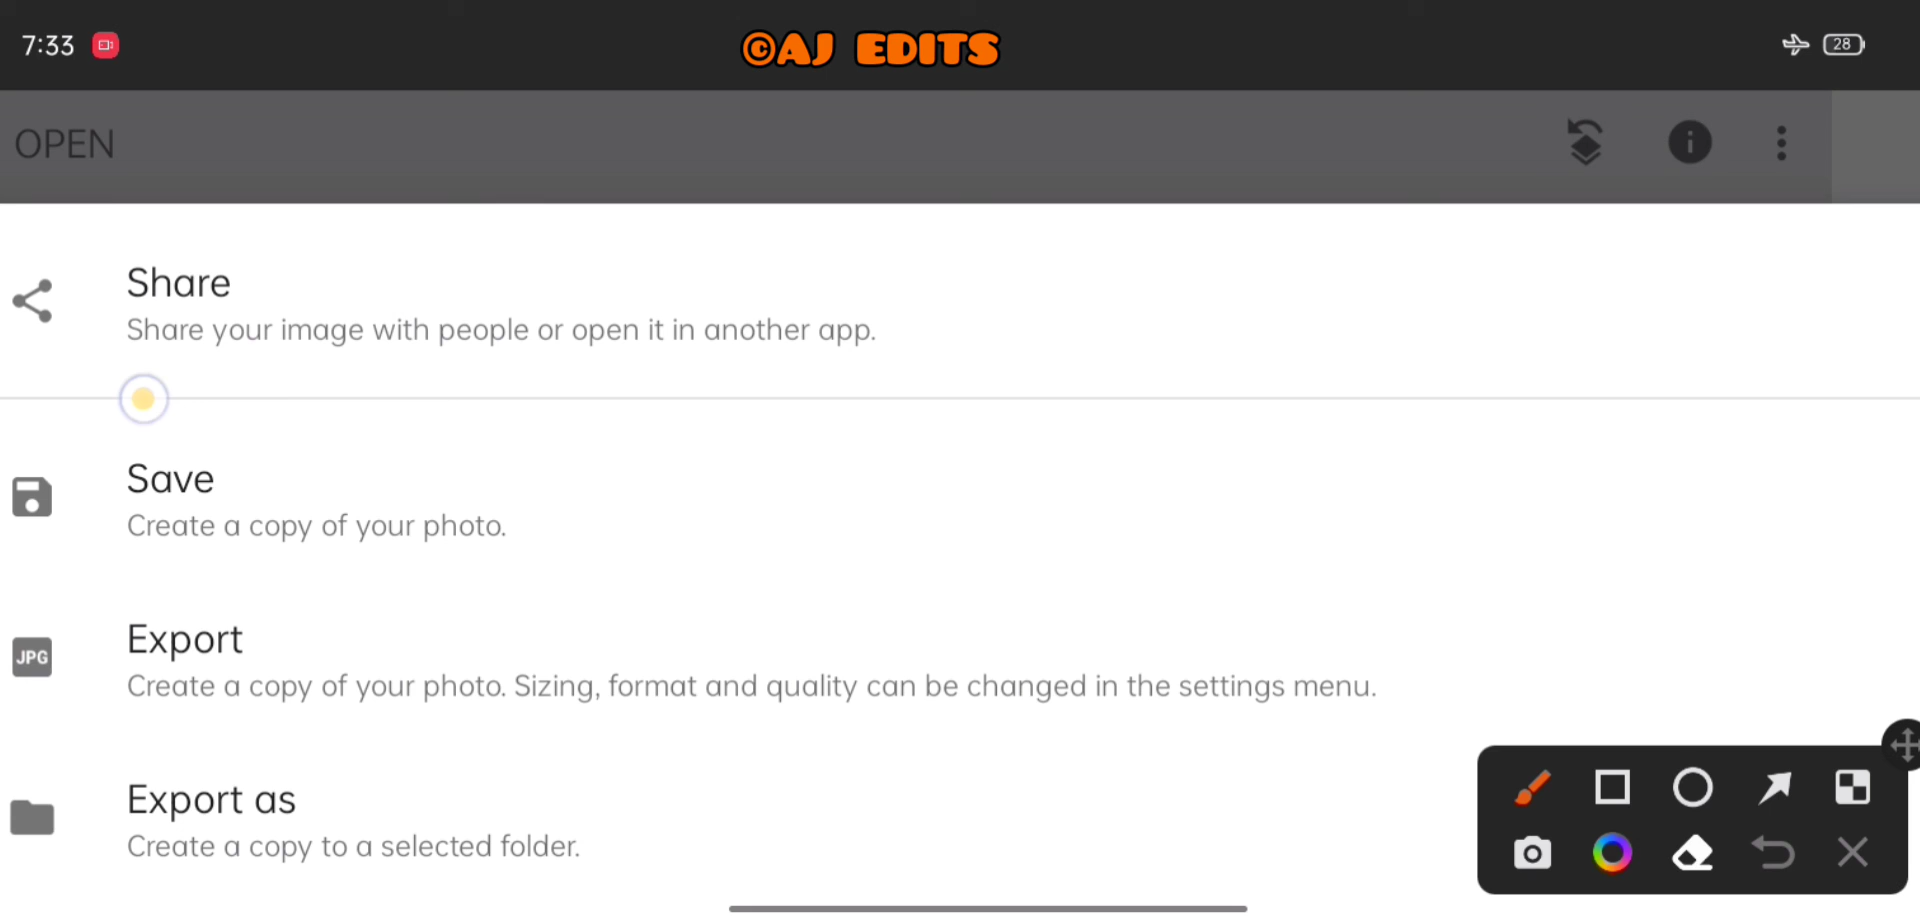 7:33
©AJ EDITS
28
OPEN
Share
Share your image with people or open it in another app.
Save
Create a copy of your photo.
JPG
Export
Create a copy of your photo. Sizing, format and quality can be changed in the settings menu.
Export as
Create a copy to a selected folder.